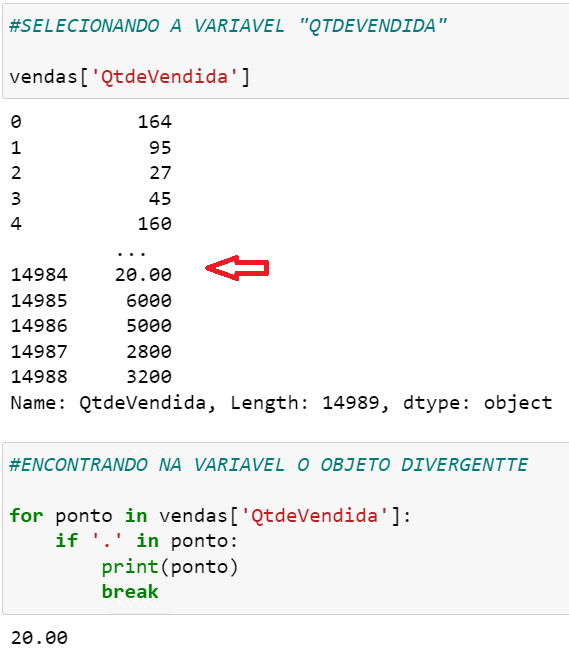 #SELECIONANDO A VARIAVEL "QTDEVENDIDA"
vendas['QtdeVendida']
0 164
1 95
2 27
3 45
4 160
...
14984 20.00
14985 6000
14986 5000
14987 2800
14988 3200
Name: QtdeVendida, Length: 14989, dtype: object
#ENCONTRANDO NA VARIAVEL O OBJETO DIVERGENTTE
for ponto in vendas['QtdeVendida']:
    if '.' in ponto:
        print(ponto)
        break
20.00